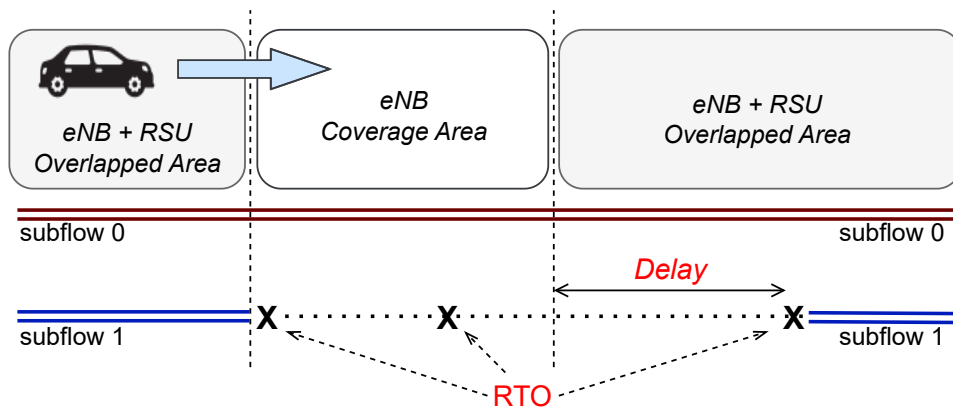 eNB + RSU
Overlapped Area
eNB
Coverage Area
eNB + RSU
Overlapped Area
subflow 0
subflow 0
Delay
X
X
X
subflow 1
subflow 1
RTO